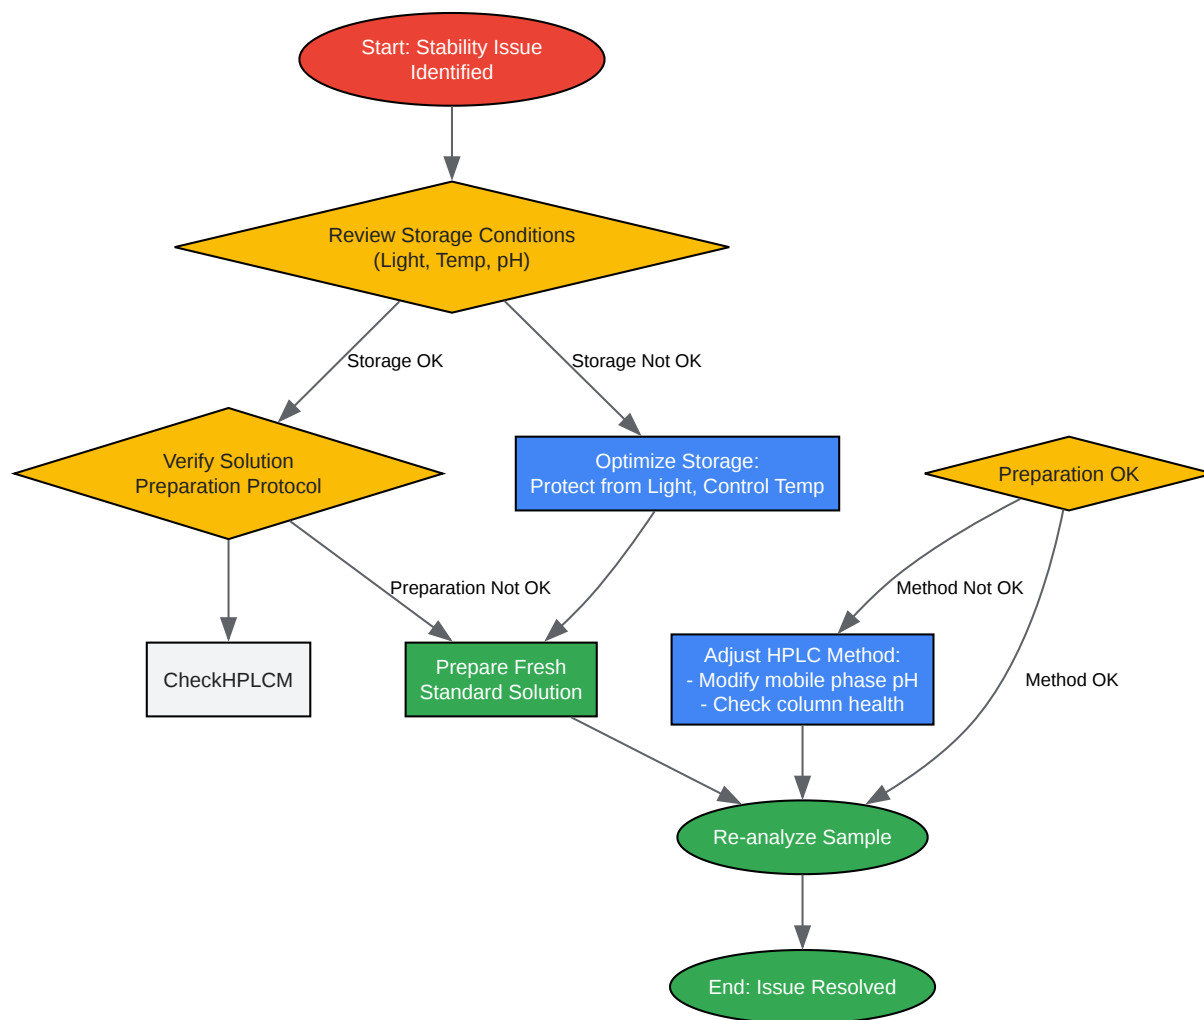 Start: Stability Issue
Identified
Review Storage Conditions
(Light, Temp, pH)
Storage OK
Storage Not OK
Verify Solution
Preparation Protocol
Optimize Storage:
Protect from Light, Control Temp
Preparation OK
Preparation Not OK
Method Not OK
CheckHPLCM
Prepare Fresh
Standard Solution
Adjust HPLC Method:
- Modify mobile phase pH
- Check column health
Method OK
Re-analyze Sample
End: Issue Resolved